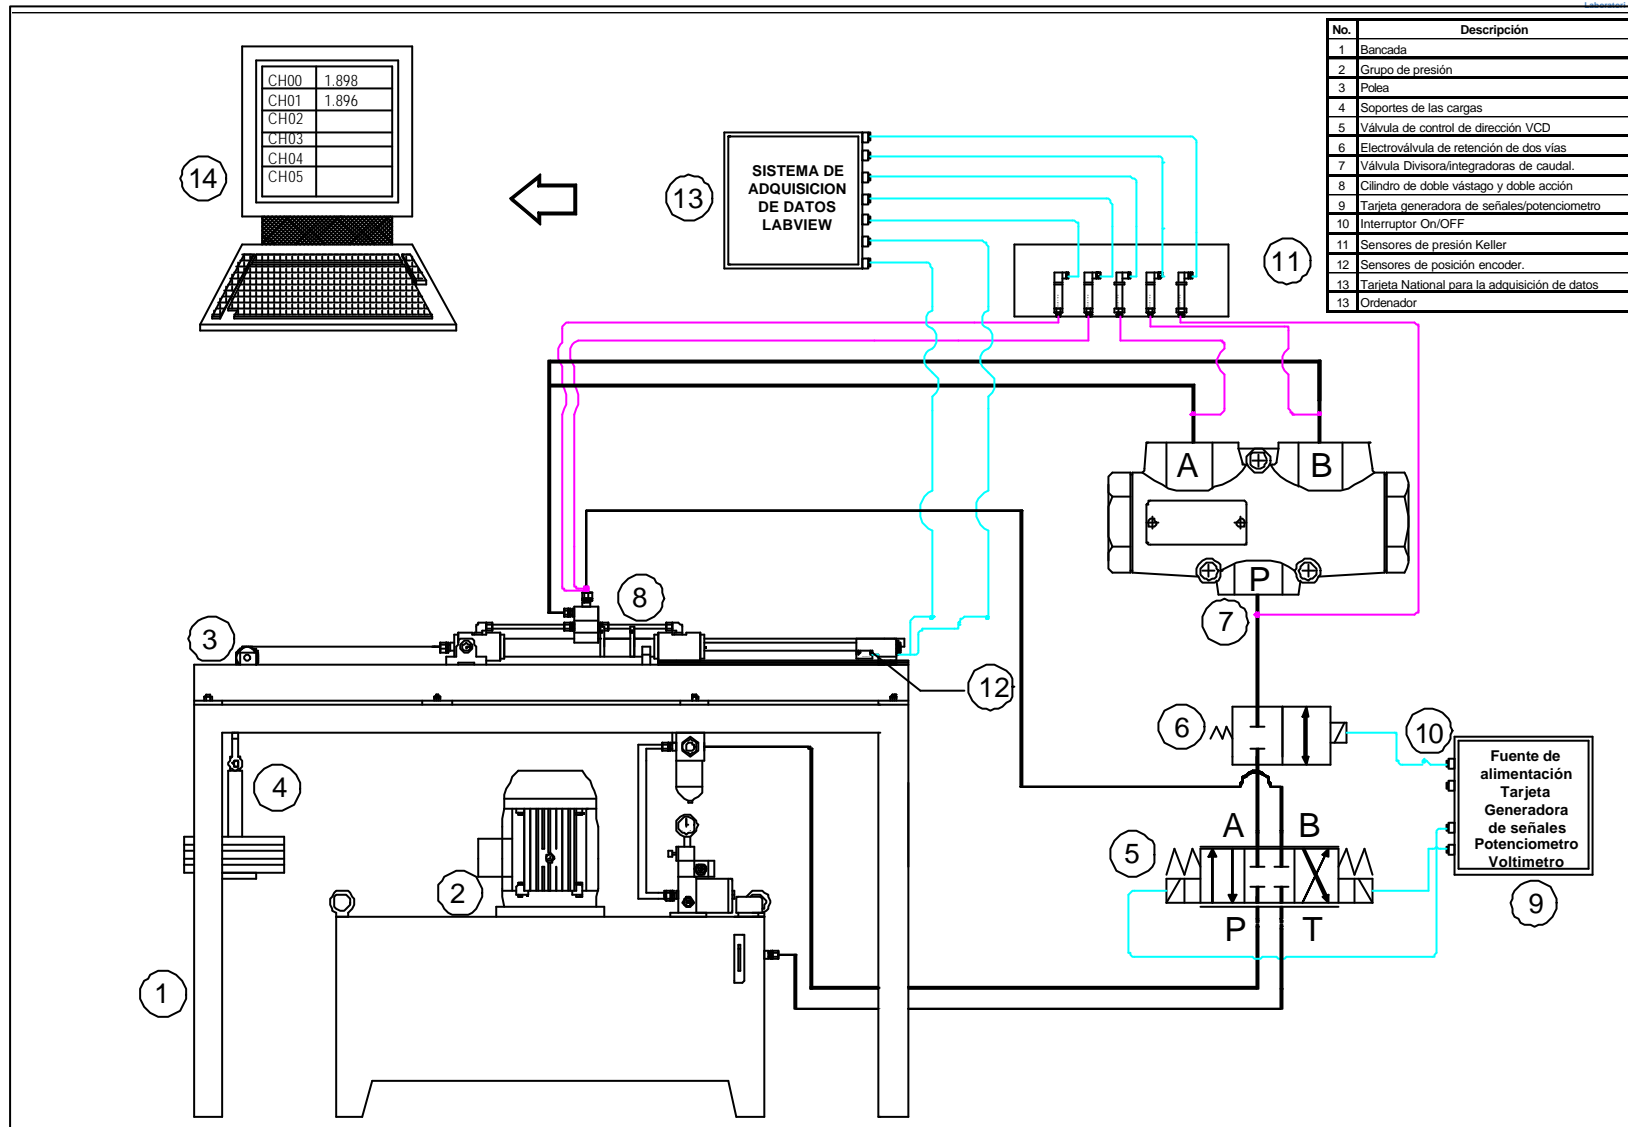 Laboratori
No. Descripción
1 Bancada
2 Grupo de presión
3 Polea
4 Soportes de las cargas
5 Válvula de control de dirección VCD
6 Electroválvula de retención de dos vías
7 Válvula Divisora/integradoras de caudal.
8 Cilindro de doble vástago y doble acción
9 Tarjeta generadora de señales/potenciometro
10 Interruptor On/OFF
11 Sensores de presión Keller
12 Sensores de posición encoder.
13 Tarjeta National para la adquisición de datos
13 Ordenador
CH00 1.898
CH01 1.896
CH02
CH03
CH04
CH05
14
SISTEMA DE
ADQUISICION
DE DATOS
LABVIEW
13
11
A
B
P
7
8
3
12
6
10
4
Fuente de
alimentación
Tarjeta
Generadora
de señales
Potenciometro
Voltimetro
A B
5
2
9
P T
1